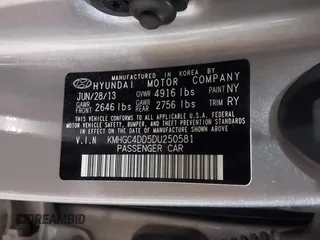 MANUFACTURED IN KOREA BY
HYUNDAI MOTOR COMPANY
JUN/28/13 GVWR 4916 lbs PAINT NY
GAWR FRONT 2646 lbs GAWR REAR 2756 lbs TRIM RY
THIS VEHICLE CONFORMS TO ALL APPLICABLE U.S.
FEDERAL MOTOR VEHICLE SAFETY, BUMPER, AND
THEFT PREVENTION STANDARDS IN EFFECT ON THE DATE
OF MANUFACTURE SHOWN ABOVE.
V.I.N KMHGC4DD5DU250581
PASSENGER CAR
DREAMBID